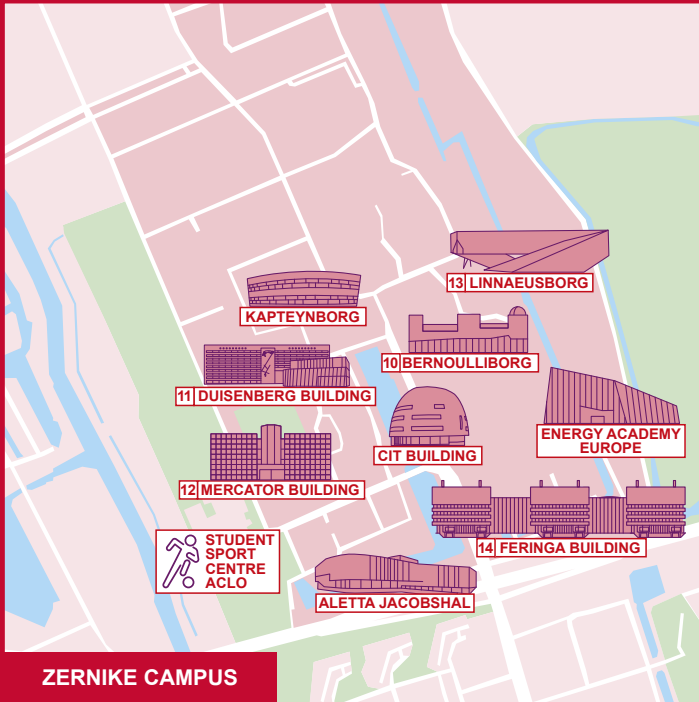 13 LINNAEUSBORG
KAPTEYNBORG
10 BERNOULLIBORG
11 DUISENBERG BUILDING
ENERGY ACADEMY
EUROPE
CIT BUILDING
12 MERCATOR BUILDING
14 FERINGA BUILDING
STUDENT
SPORT
CENTRE
ACLO
ALETTA JACOBSHAL
ZERNIKE CAMPUS